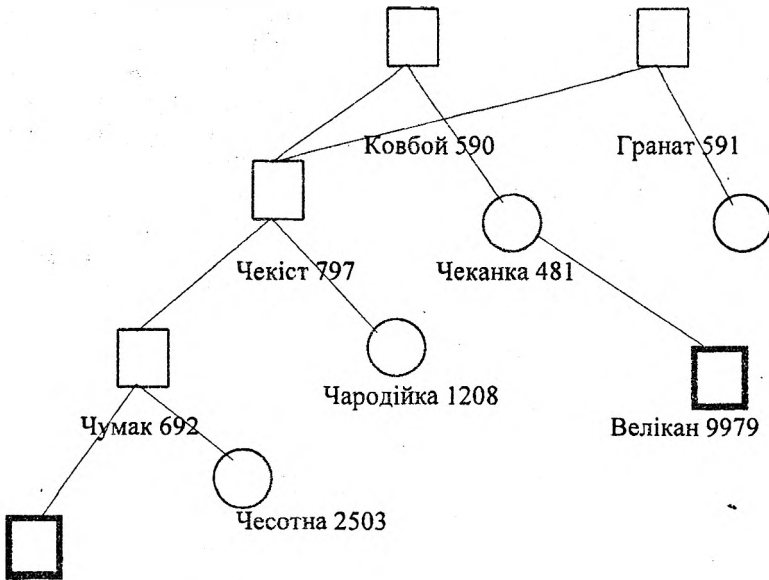 Ковбой 590
Гранат 591
Чекіст 797
Чеканка 481
Чародійка 1208
Чумак 692
Велікан 9979
Чесотна 2503